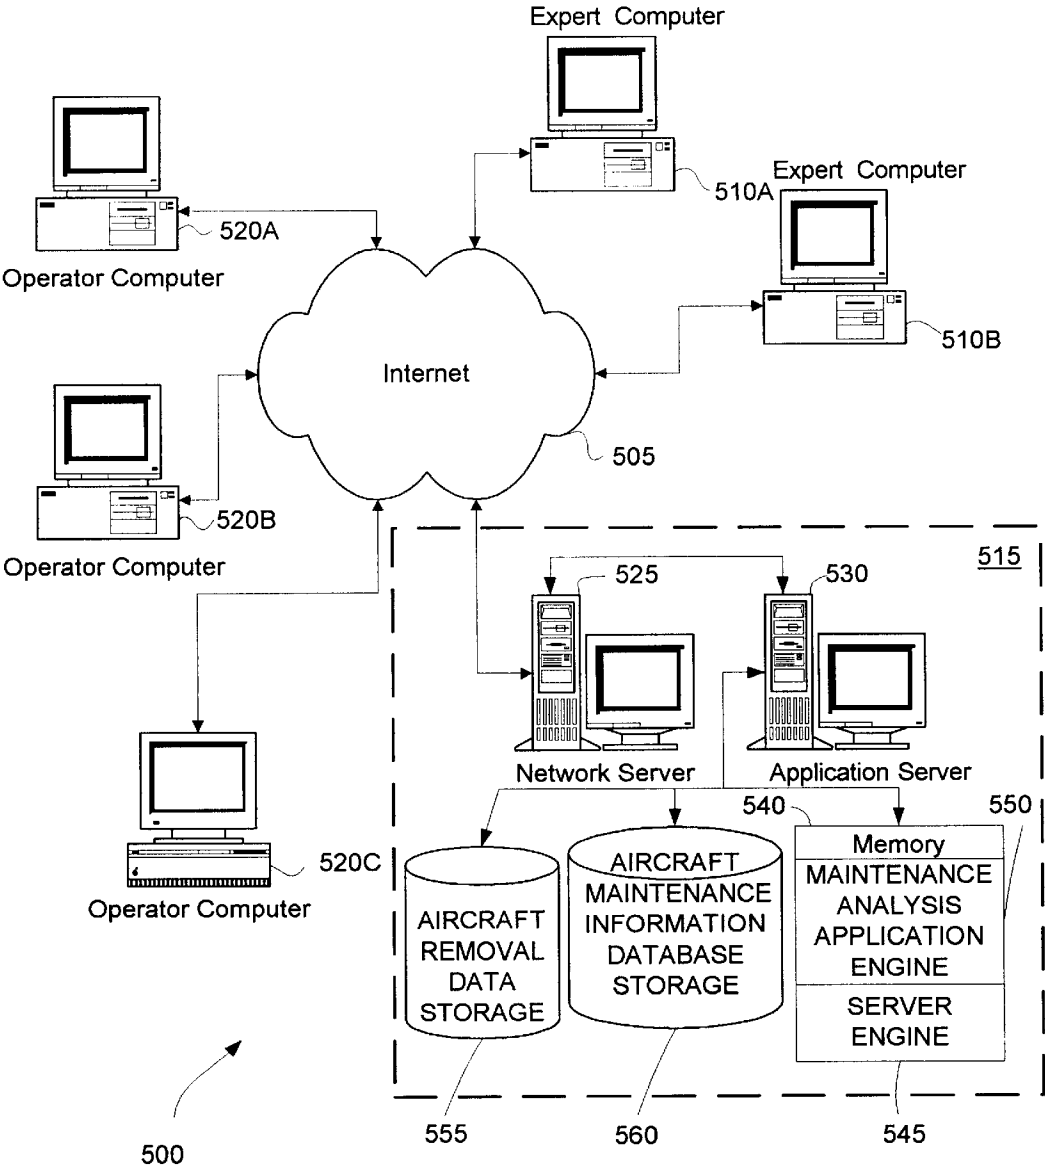 Expert Computer
510A
Expert Computer
520A
Operator Computer
510B
Internet
505
520B
Operator Computer
515
525
530
Network Server
Application Server
540
550
520C
Operator Computer
Memory
MAINTENANCE
ANALYSIS
APPLICATION
ENGINE
AIRCRAFT
MAINTENANCE
INFORMATION
DATABASE
STORAGE
AIRCRAFT
REMOVAL
DATA
STORAGE
SERVER
ENGINE
555
560
545
500